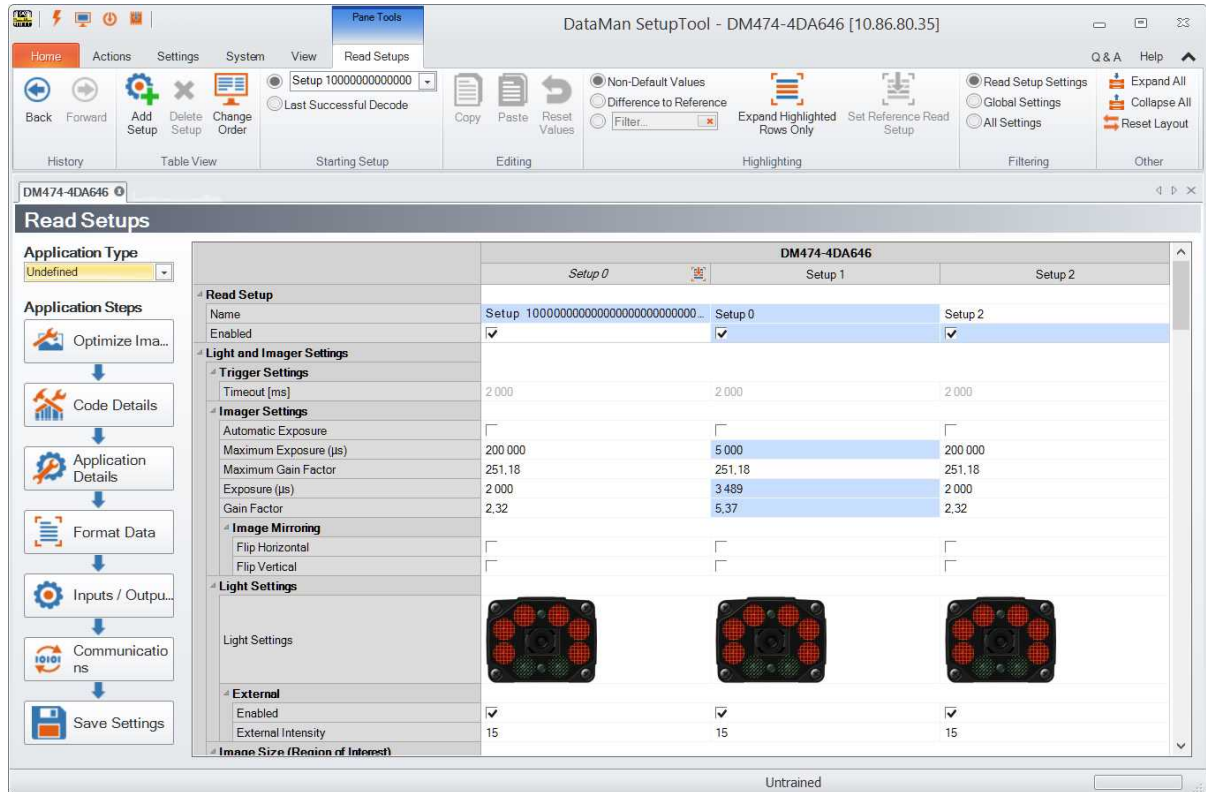 Pane Tools
DataMan SetupTool - DM474-4DA646 [10.86.80.35]
Home Actions Settings System View Read Setups Q & A Help
Back Forward
History
Add Setup Delete Setup Change Order
Table View
Setup 10000000000000
Last Successful Decode
Starting Setup
Copy Paste Reset Values
Editing
Non-Default Values
Difference to Reference
Filter...
Expand Highlighted Rows Only
Set Reference Read Setup
Highlighting
Read Setup Settings
Global Settings
All Settings
Filtering
Expand All
Collapse All
Reset Layout
Other
DM474-4DA646
Read Setups
Application Type
Undefined
Application Steps
Optimize Ima...
Code Details
Application Details
Format Data
Inputs / Outpu...
Communicatio
ns
Save Settings
DM474-4DA646
Setup 0 Setup 1 Setup 2
Read Setup
Name Setup 0 Setup 2
Enabled
Light and Imager Settings
Trigger Settings
Timeout [ms] 2 000 2 000 2 000
Imager Settings
Automatic Exposure
Maximum Exposure (µs) 200 000 5 000 200 000
Maximum Gain Factor 251,18 251,18 251,18
Exposure (µs) 2 000 3 489 2 000
Gain Factor 2,32 5,37 2,32
Image Mirroring
Flip Horizontal
Flip Vertical
Light Settings
Light Settings
External
Enabled
External Intensity 15 15 15
Image Size (Region of Interest)
Untrained